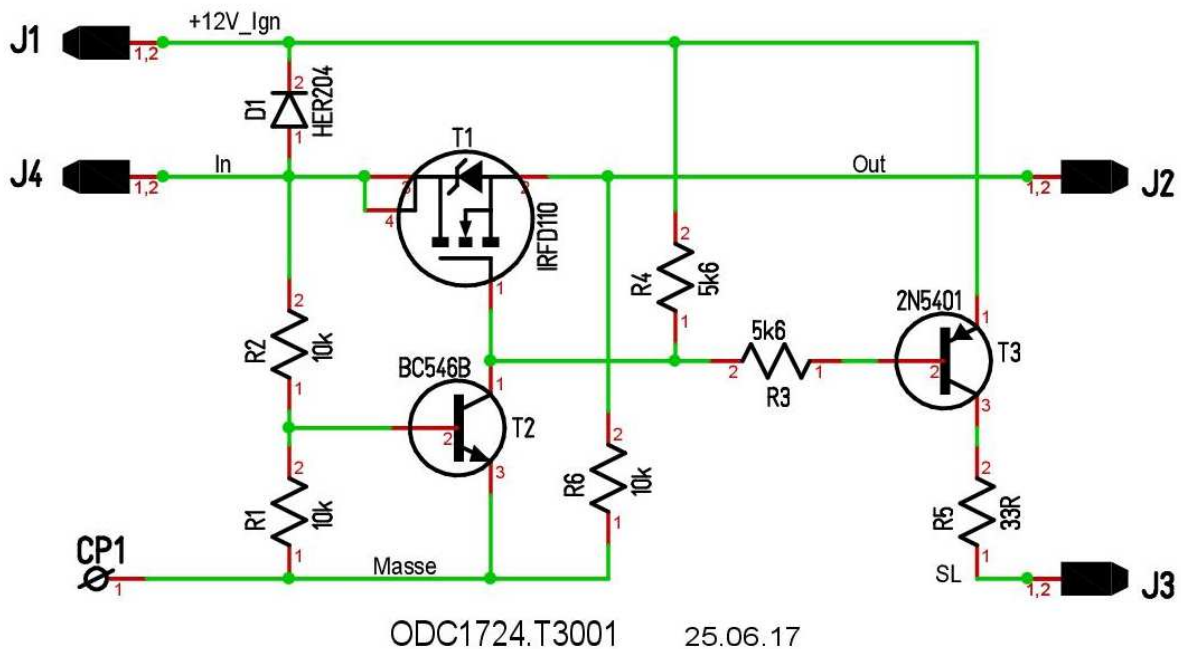 J1
1,2
+12V_Ign
D1
2
1
HER204
J4
1,2
In
T1
3
4
2
1
IRFD110
Out
1,2
J2
R4
2
1
5k6
2N5401
1
2
3
T3
5k6
2
1
R3
R2
2
1
10k
BC546B
1
2
3
T2
R6
2
1
10k
R1
2
1
10k
R5
2
1
33R
CP1
1
Masse
SL
1,2
J3
ODC1724.T3001 25.06.17